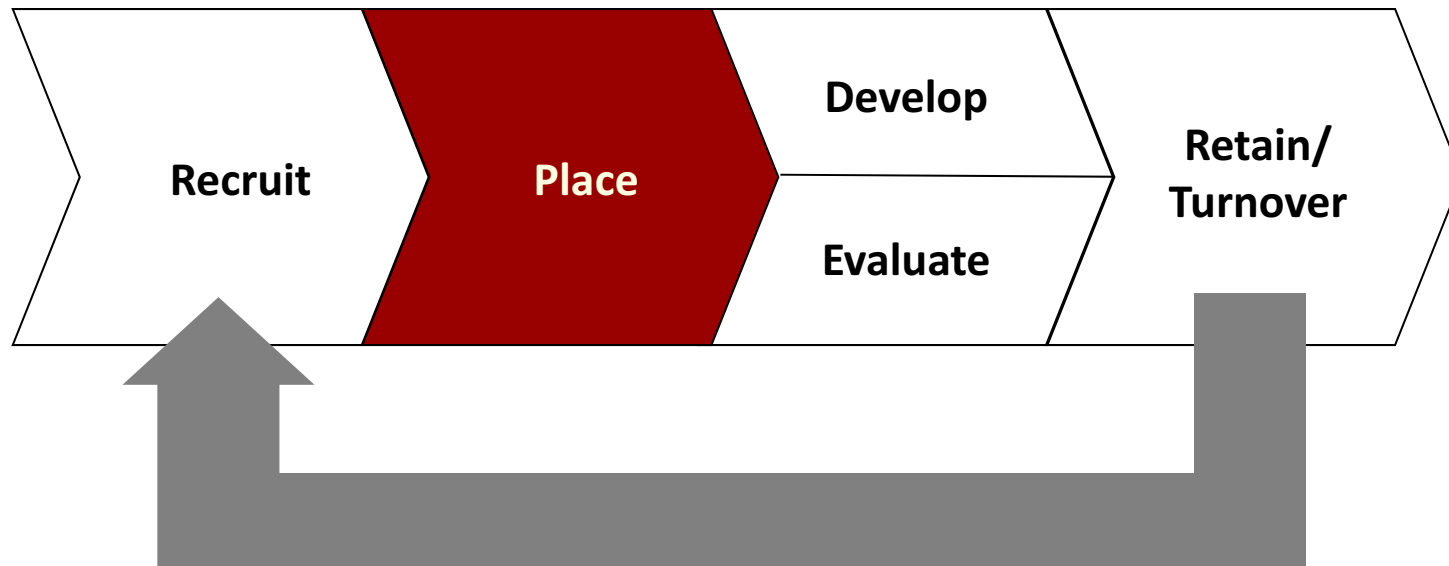 Recruit
Place
Develop
Evaluate
Retain/
Turnover